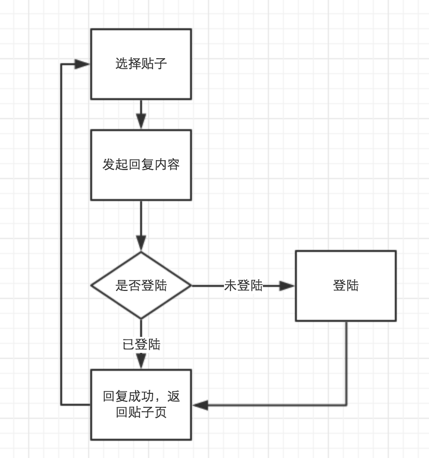 选择贴子
发起回复内容
是否登陆
未登陆
登陆
已登陆
回复成功，返
回贴子页